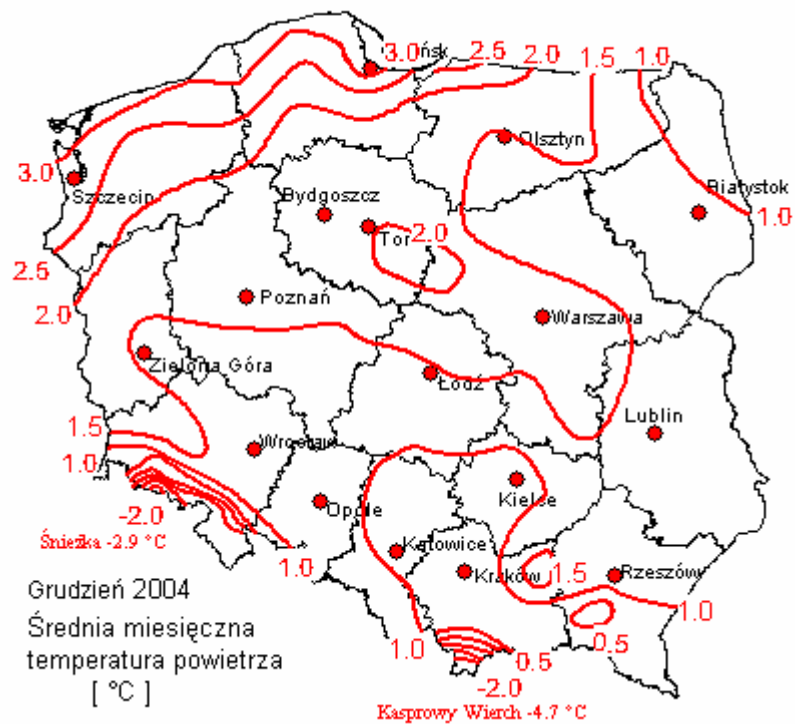 3.0 ńsk 2.5 2.0 1.5 1.0
Olsztyn
3.0
Szczecin
Białystok
Bydgoszcz
1.0
Tor 2.0
2.5
2.0
Poznań
Warszawa
Zielona Góra
Łódź
Lublin
1.5
Wrocław
1.0
Kielce
-2.0
Opole
Śnieżka -2.9 °C
Katowice
1.0
Kraków 1.5
Rzeszów
Grudzień 2004
1.0
Średnia miesięczna
1.0
0.5
temperatura powietrza
0.5
[ °C ]
-2.0
Kasprowy Wierch -4.7 °C